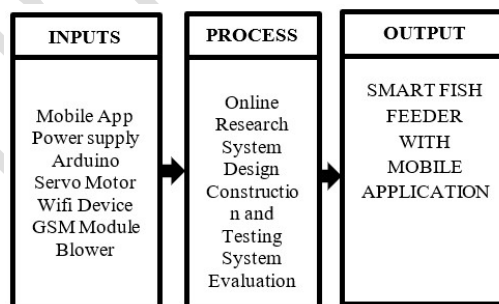 INPUTS
Mobile App
Power supply
Arduino
Servo Motor
Wifi Device
GSM Module
Blower
PROCESS
Online
Research
System
Design
Constructio
n and
Testing
System
Evaluation
OUTPUT
SMART FISH
FEEDER
WITH
MOBILE
APPLICATION